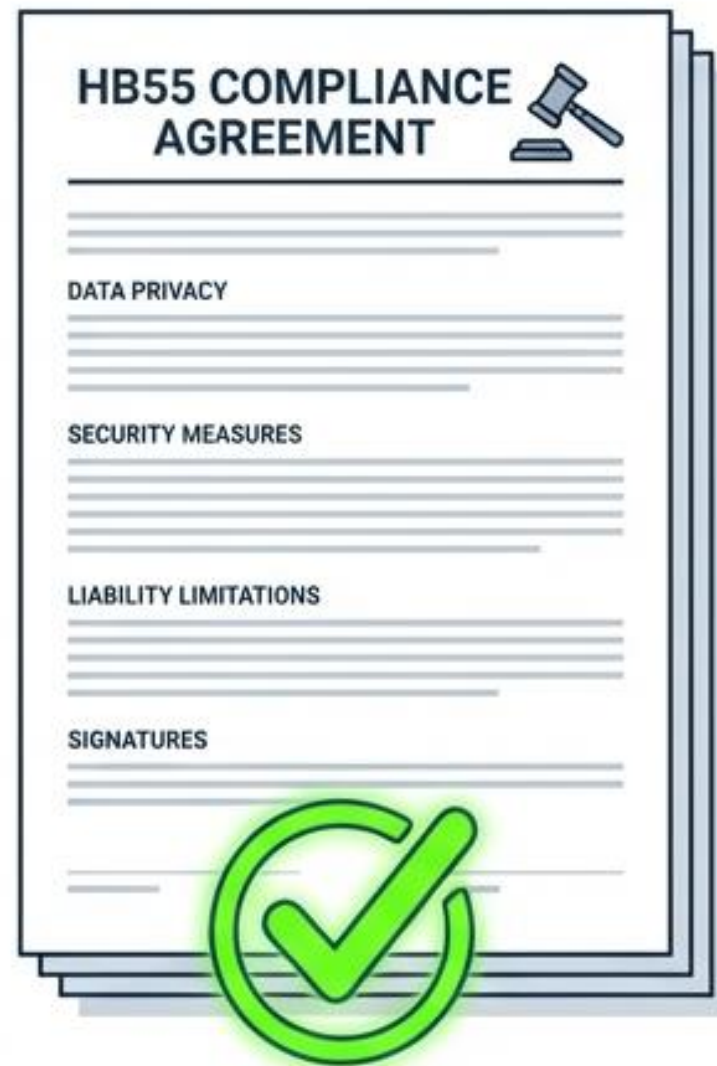 HB55 COMPLIANCE
AGREEMENT
DATA PRIVACY
SECURITY MEASURES
LIABILITY LIMITATIONS
SIGNATURES